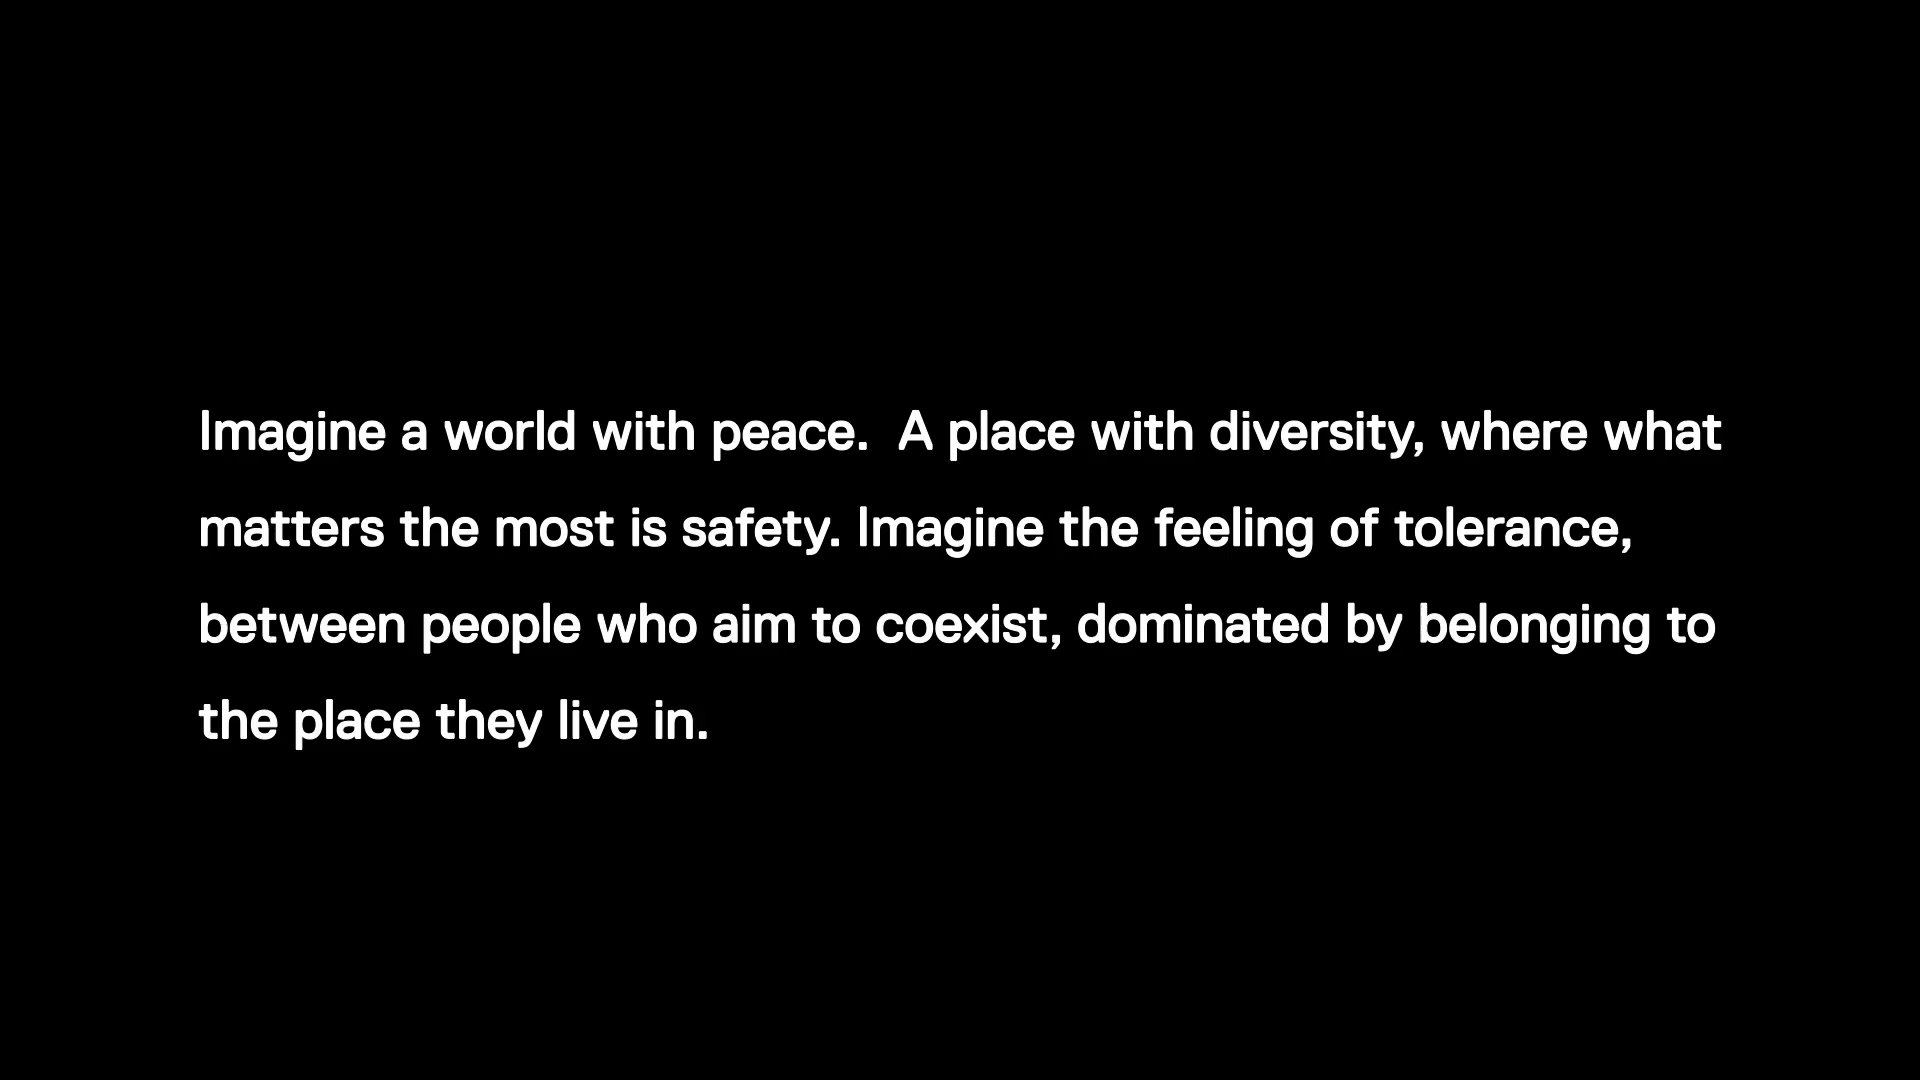 Imagine a world with peace.  A place with diversity, where what
matters the most is safety. Imagine the feeling of tolerance,
between people who aim to coexist, dominated by belonging to
the place they live in.